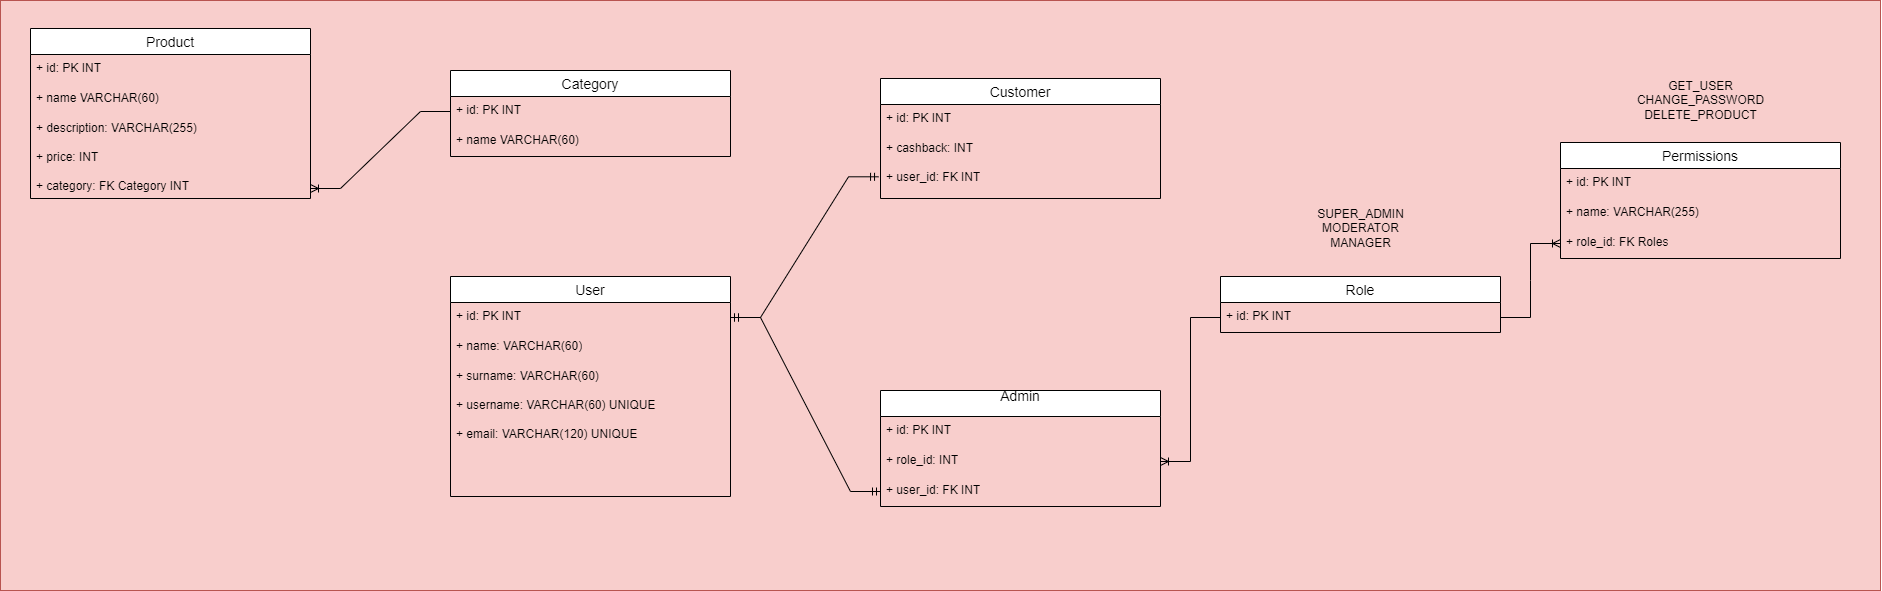 Product
+ id: PK INT
+ name VARCHAR(60)
+ description: VARCHAR(255)
+ price: INT
+ category: FK Category INT
Category
+ id: PK INT
+ name VARCHAR(60)
Customer
+ id: PK INT
+ cashback: INT
+ user_id: FK INT
GET_USER
CHANGE_PASSWORD
DELETE_PRODUCT
Permissions
+ id: PK INT
+ name: VARCHAR(255)
+ role_id: FK Roles
SUPER_ADMIN
MODERATOR
MANAGER
Role
+ id: PK INT
User
+ id: PK INT
+ name: VARCHAR(60)
+ surname: VARCHAR(60)
+ username: VARCHAR(60) UNIQUE
+ email: VARCHAR(120) UNIQUE
Admin
+ id: PK INT
+ role_id: INT
+ user_id: FK INT